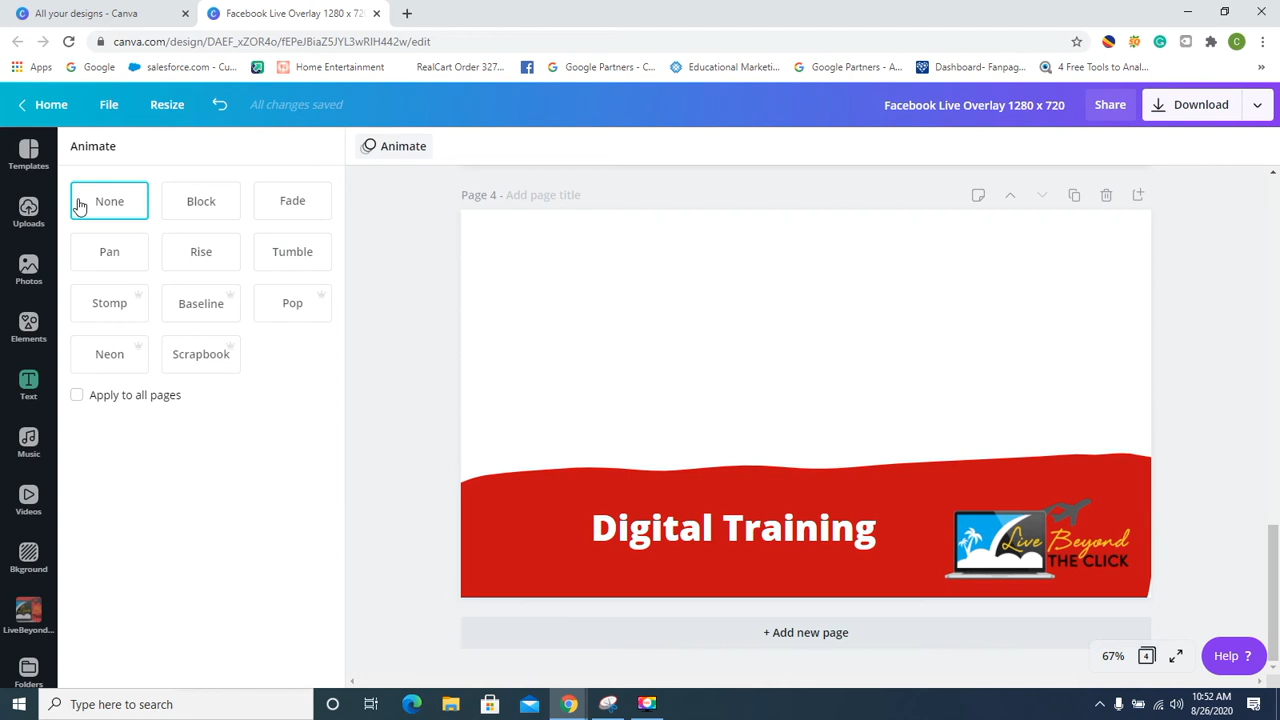 All your designs - Canva
Facebook Live Overlay 1280 x 72
canva.com/design/DAEF_xZOR4o/fEPeJBiaZ5JYL3wRIH442w/edit
Apps
Google
salesforce.com - Cu...
Home Entertainment
RealCart Order 327...
Google Partners - C...
Educational Marketi...
Google Partners - A...
Dashboard- Fanpag...
4 Free Tools to Anal...
Home
File
Resize
All changes saved
Facebook Live Overlay 1280 x 720
Share
Download
Templates
Uploads
Photos
Elements
Text
Music
Videos
Bkground
LiveBeyond...
Folders
Animate
None
Block
Fade
Pan
Rise
Tumble
Stomp
Baseline
Pop
Neon
Scrapbook
Apply to all pages
Animate
Page 4 - Add page title
Digital Training
Live Beyond
THE CLICK
+ Add new page
67%
4
Help ?
Type here to search
10:52 AM
8/26/2020